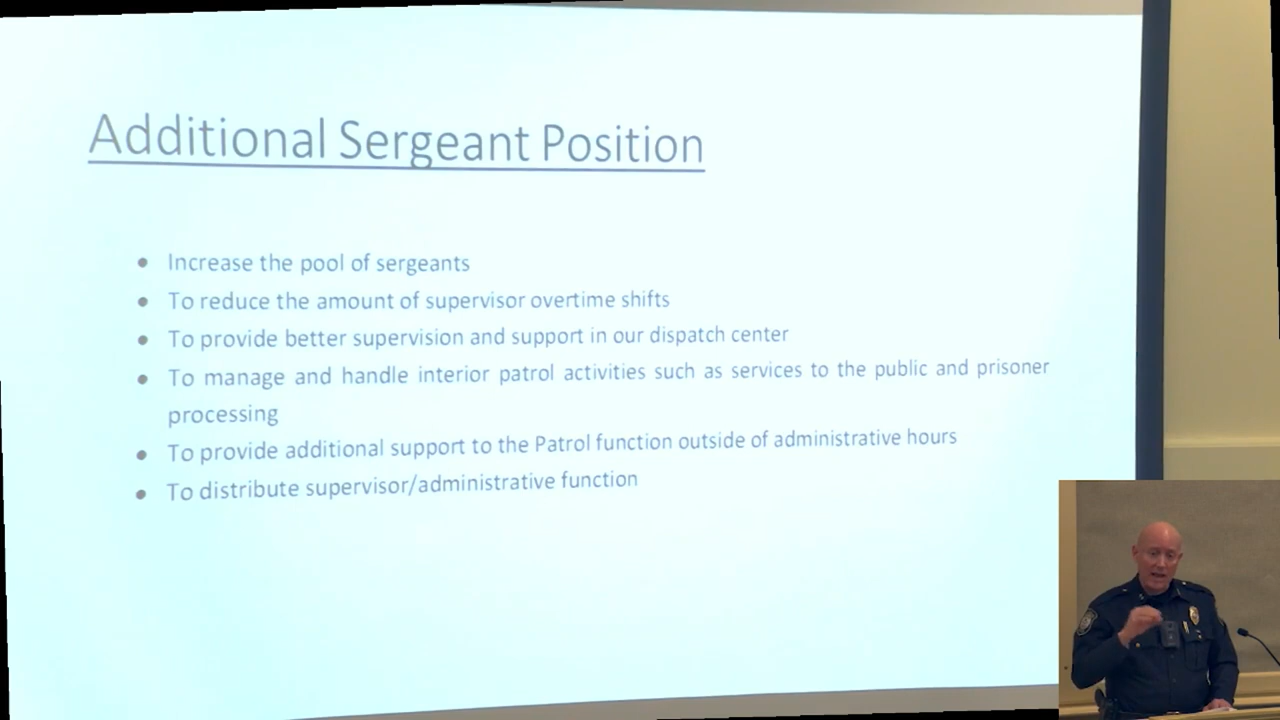 Additional Sergeant Position
• Increase the pool of sergeants
• To reduce the amount of supervisor overtime shifts
• To provide better supervision and support in our dispatch center
• To manage and handle interior patrol activities such as services to the public and prisoner
processing
• To provide additional support to the Patrol function outside of administrative hours
• To distribute supervisor/administrative function